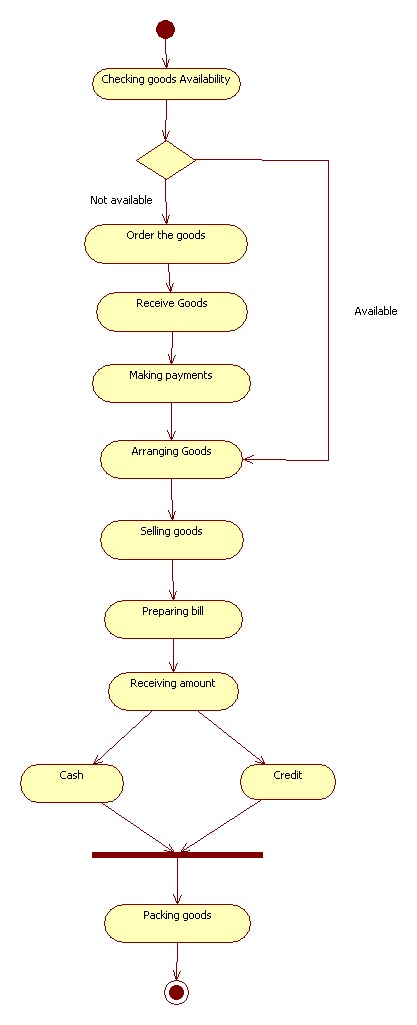 Checking goods Availability
Not available
Order the goods
Receive Goods
Available
Making payments
Arranging Goods
Selling goods
Preparing bill
Receiving amount
Cash
Credit
Packing goods